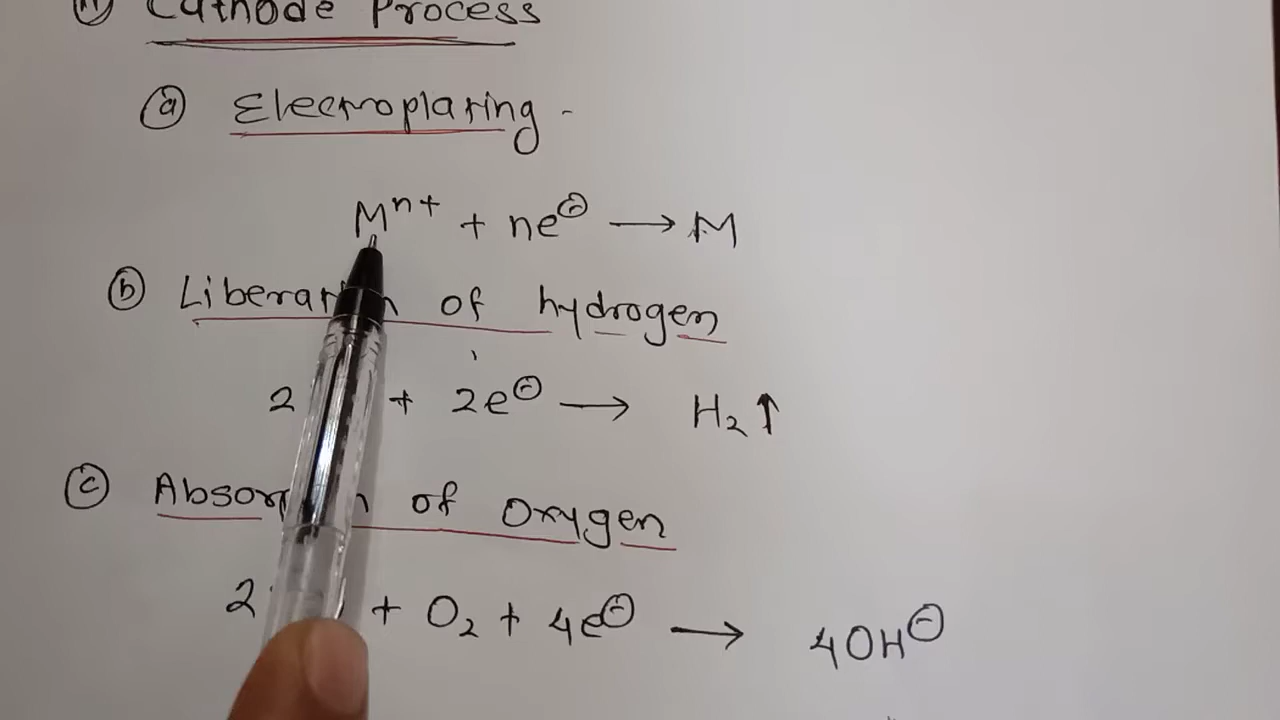 Cathode Process
(a) Electroplating -
Mⁿ⁺ + ne⊖ → M
(b) of hydrogen
2 + 2e⊖ → H₂↑
(c) of Oxygen
2 + O₂ + 4e⊖ → 4OH⊖